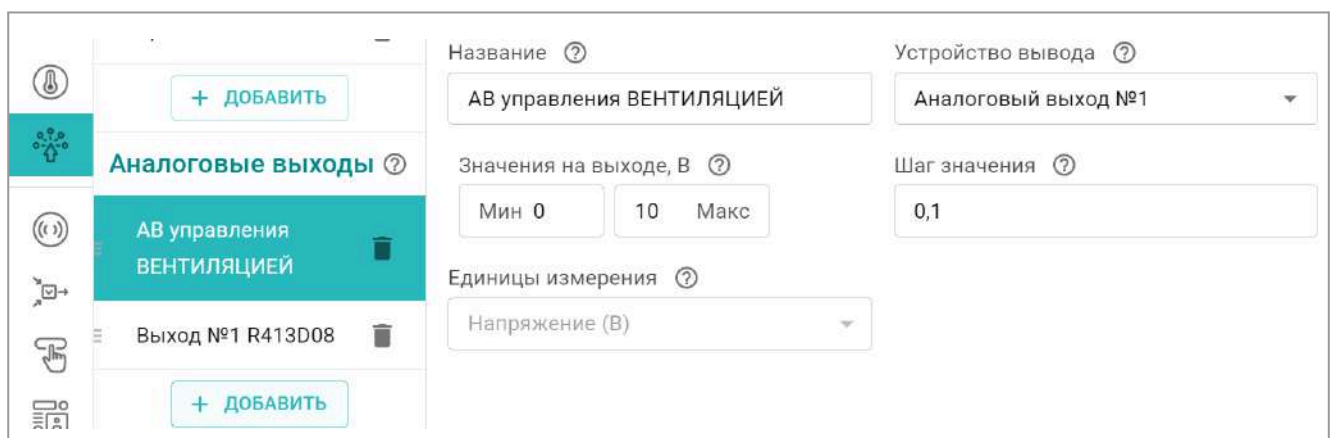 + ДОБАВИТЬ
Аналоговые выходы
АВ управления
ВЕНТИЛЯЦИЕЙ
Выход №1 R413D08
+ ДОБАВИТЬ
Название
АВ управления ВЕНТИЛЯЦИЕЙ
Устройство вывода
Аналоговый выход №1
Значения на выходе, В
Мин 0
10 Макс
Шаг значения
0,1
Единицы измерения
Напряжение (В)